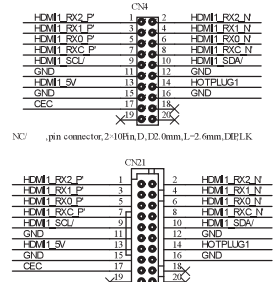 CN4
HDMI1_RX2_P' 1 2 HDMI1_RX2_N'
HDMI1_RX1_P' 3 4 HDMI1_RX1_N'
HDMI1_RX0_P' 5 6 HDMI1_RX0_N'
HDMI1_RXC_P' 7 8 HDMI1_RXC_N'
HDMI1_SCL/ 9 10 HDMI1_SDA/
GND 11 12 GND
HDMI1_5V 13 14 HOTPLUG1
GND 15 16 GND
CEC 17 18
19 20
NC/ ,pin connector,2×10Pin,D,D2.0mm,L=2.6mm,DIP,LK
CN21
HDMI1_RX2_P' 1 2 HDMI1_RX2_N'
HDMI1_RX1_P' 3 4 HDMI1_RX1_N'
HDMI1_RX0_P' 5 6 HDMI1_RX0_N'
HDMI1_RXC_P' 7 8 HDMI1_RXC_N'
HDMI1_SCL/ 9 10 HDMI1_SDA/
GND 11 12 GND
HDMI1_5V 13 14 HOTPLUG1
GND 15 16 GND
CEC 17 18
19 20